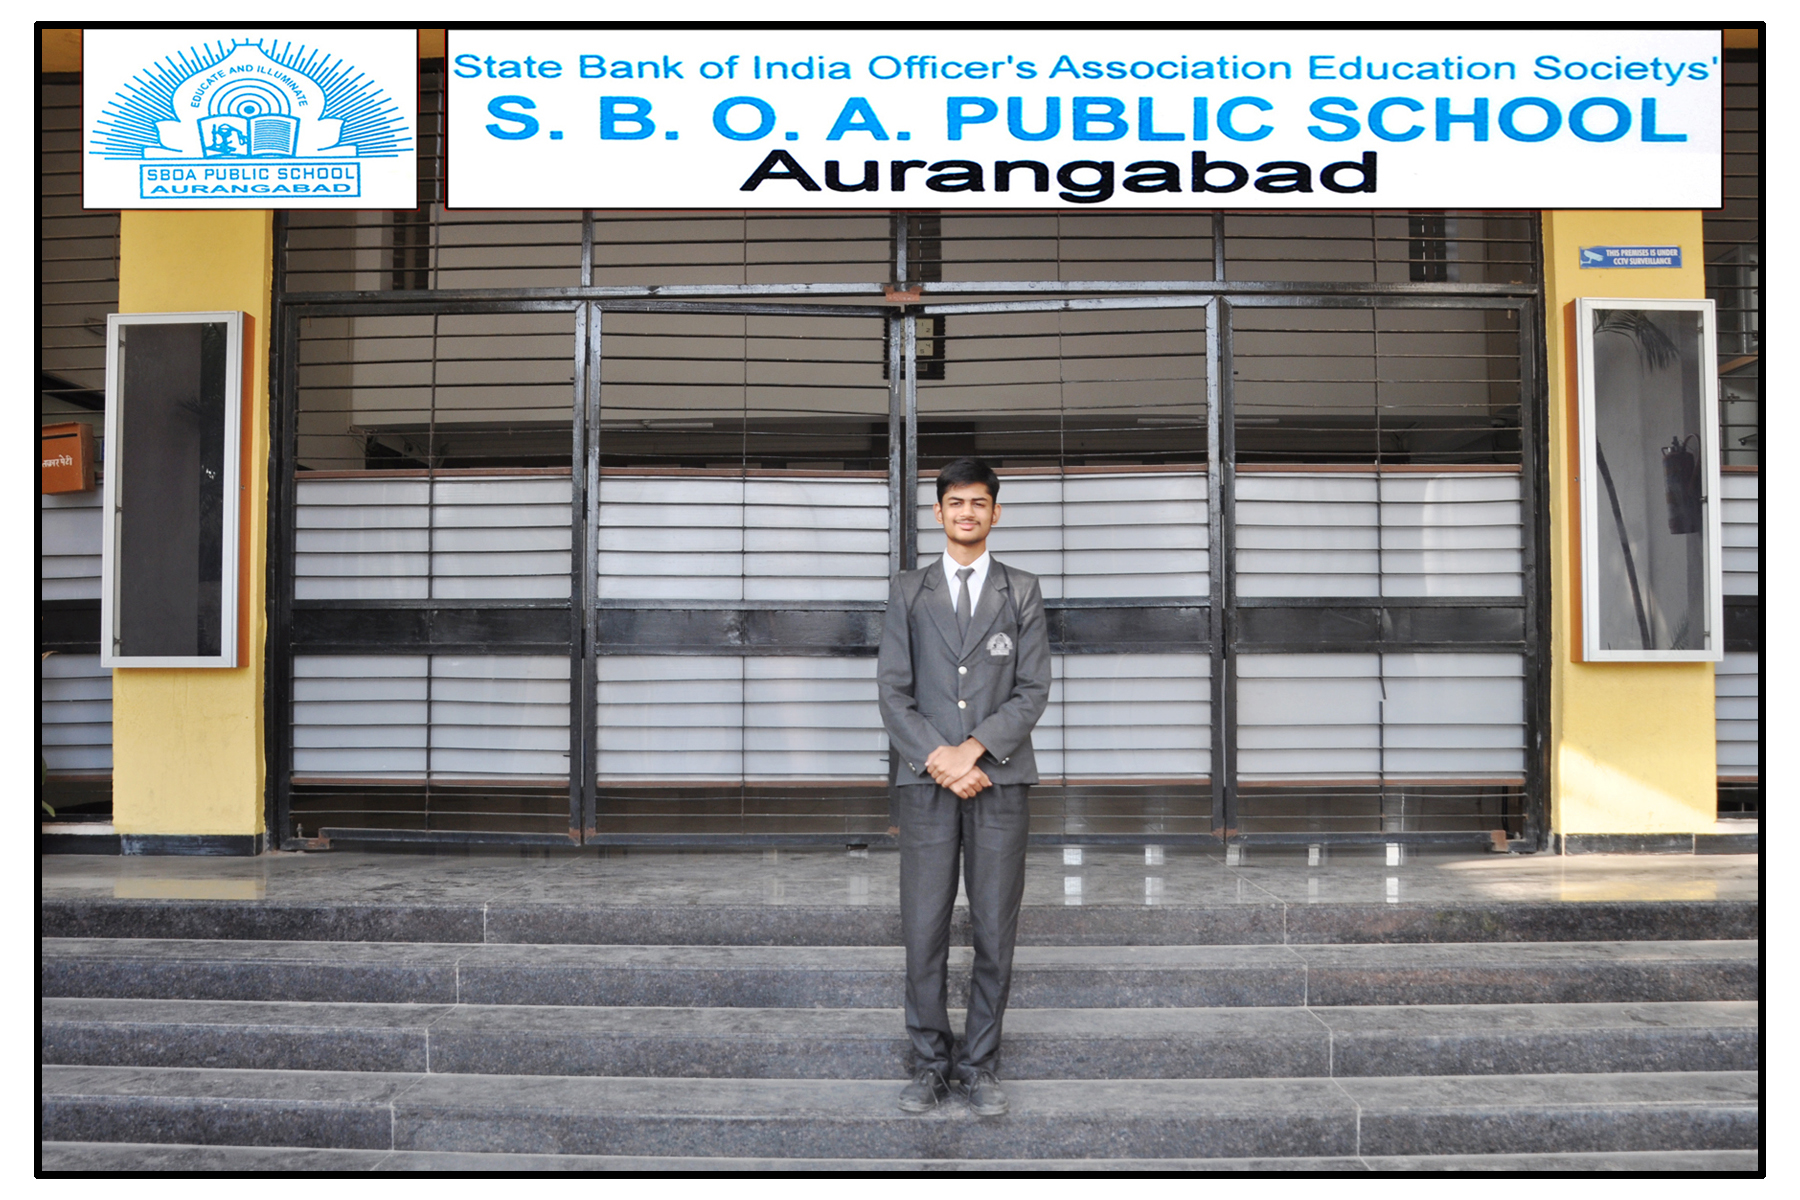 EDUCATE AND ILLUMINATE
SBOA PUBLIC SCHOOL
AURANGABAD
State Bank of India Officer's Association Education Societys'
S. B. O. A. PUBLIC SCHOOL
Aurangabad
THIS PREMISES IS UNDER
CCTV SURVEILLANCE